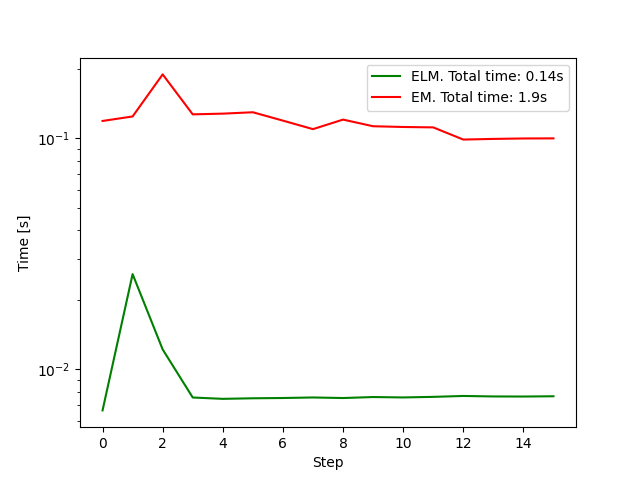 ELM. Total time: 0.14s
EM. Total time: 1.9s
10⁻¹
10⁻²
Time [s]
0 2 4 6 8 10 12 14
Step